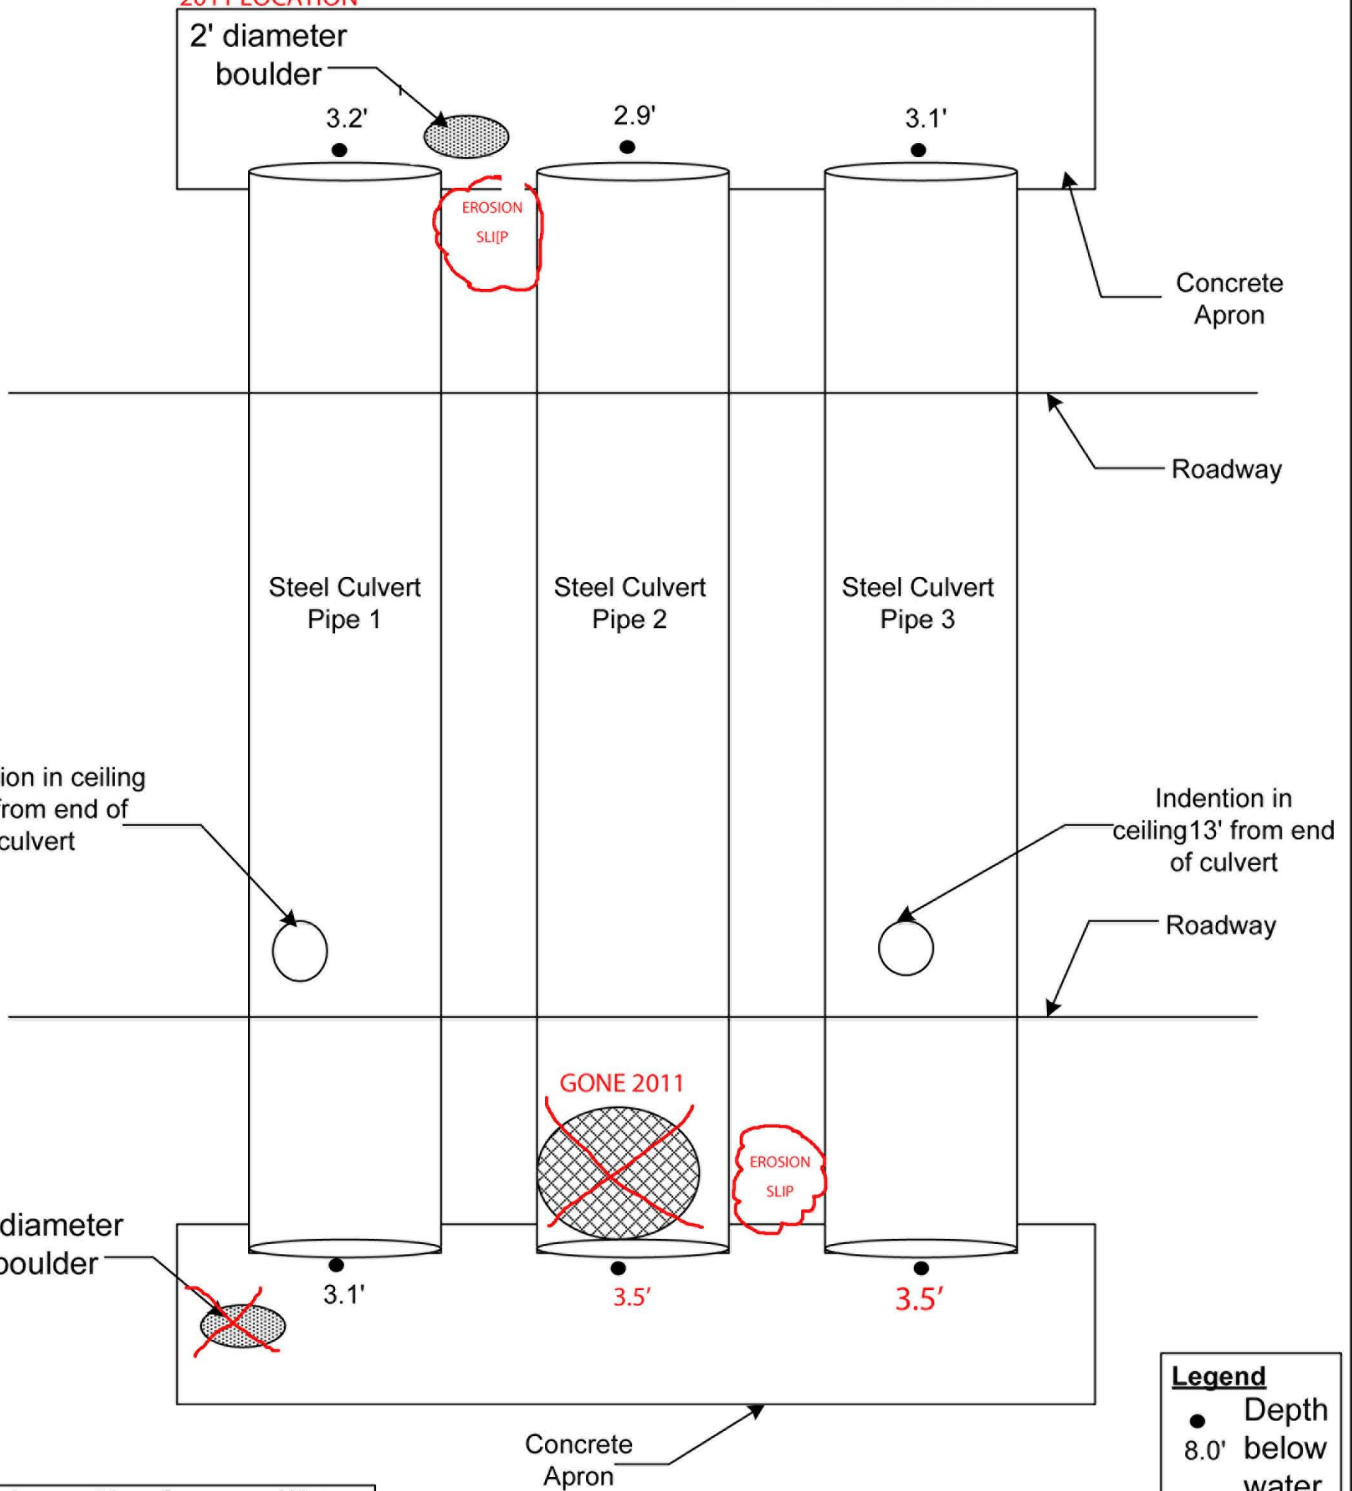 2011 LOCATION
2' diameter
boulder
3.2'
2.9'
3.1'
EROSION
SLI[P
Concrete
Apron
Roadway
Steel Culvert
Pipe 1
Steel Culvert
Pipe 2
Steel Culvert
Pipe 3
ion in ceiling
from end of
culvert
Indention in
ceiling13' from end
of culvert
Roadway
GONE 2011
EROSION
SLIP
diameter
boulder
3.1'
3.5'
3.5'
Concrete
Apron
Legend
Depth
8.0' below
water